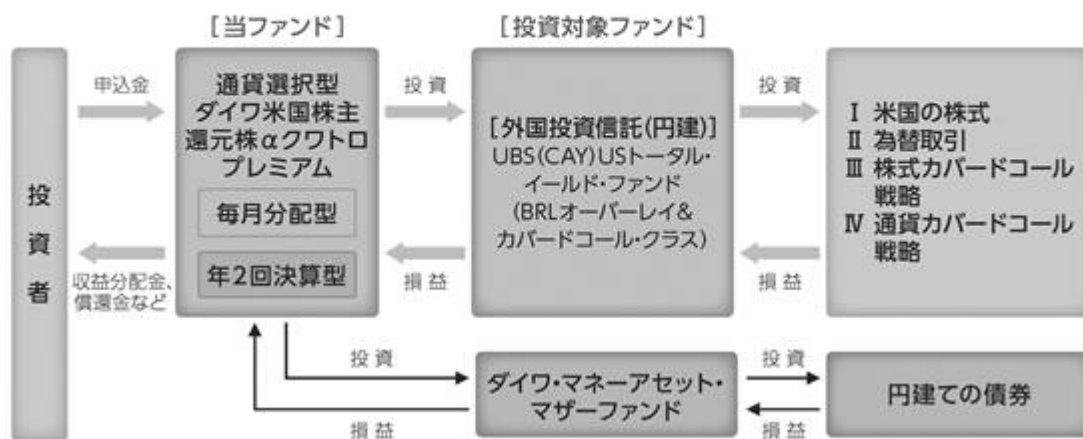 [当ファンド]
[投資対象ファンド]
投資者
申込金
収益分配金、
償還金など
通貨選択型
ダイワ米国株主
還元株αクワトロ
プレミアム
毎月分配型
年2回決算型
投資
損益
[外国投資信託(円建)]
UBS(CAY)USトータル・
イールド・ファンド
(BRLオーバーレイ&
カバードコール・クラス)
投資
損益
Ⅰ 米国の株式
Ⅱ 為替取引
Ⅲ 株式カバードコール
戦略
Ⅳ 通貨カバードコール
戦略
投資
損益
ダイワ・マネーアセット・
マザーファンド
投資
損益
円建ての債券